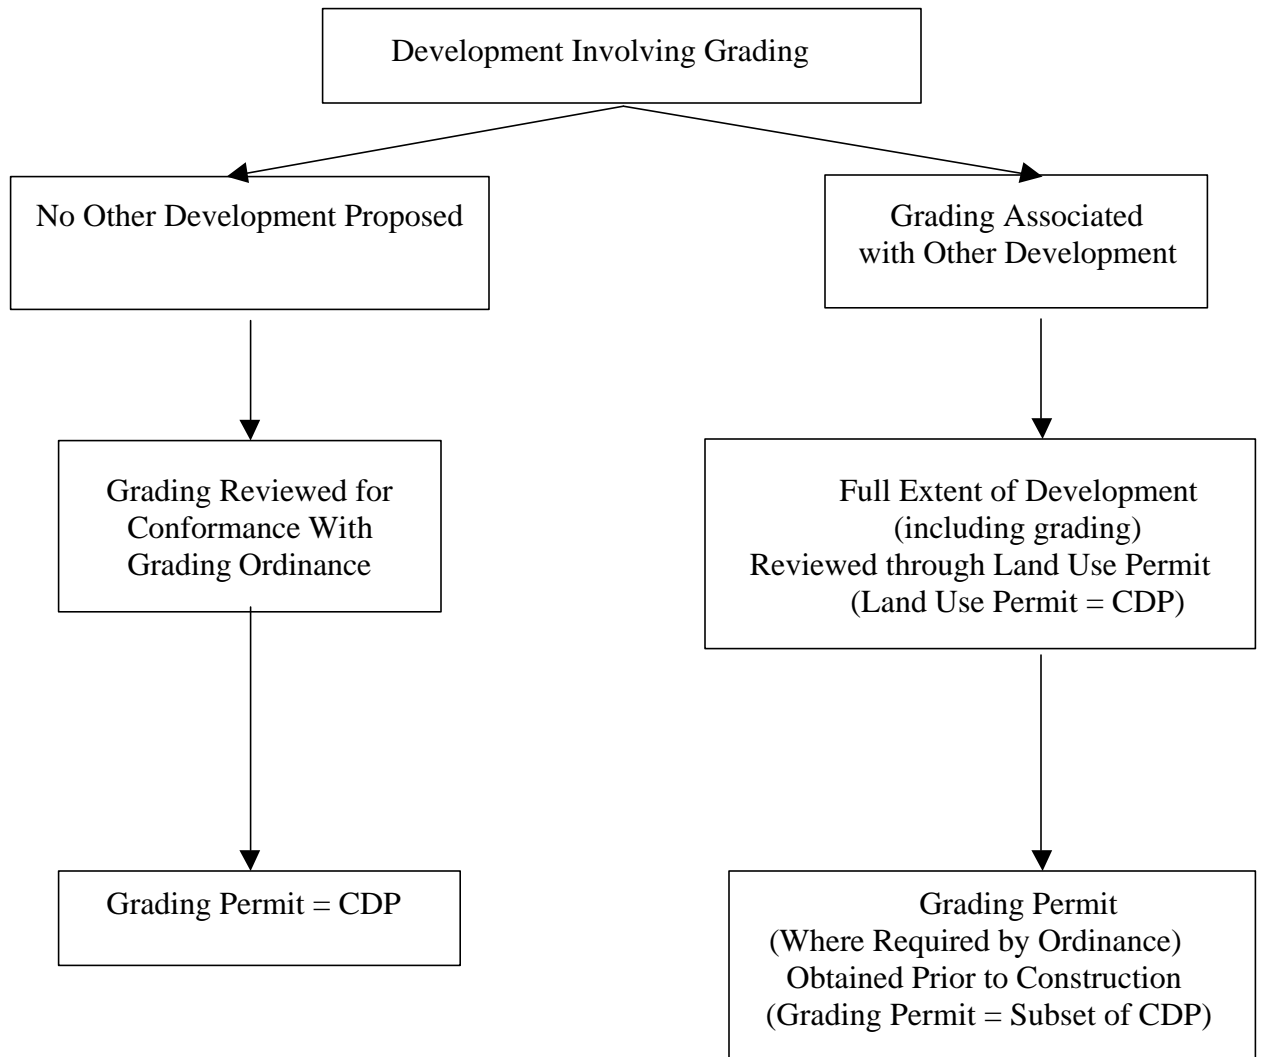 Development Involving Grading
No Other Development Proposed
Grading Associated
with Other Development
Grading Reviewed for
Conformance With
Grading Ordinance
Full Extent of Development
(including grading)
Reviewed through Land Use Permit
(Land Use Permit = CDP)
Grading Permit = CDP
Grading Permit
(Where Required by Ordinance)
Obtained Prior to Construction
(Grading Permit = Subset of CDP)